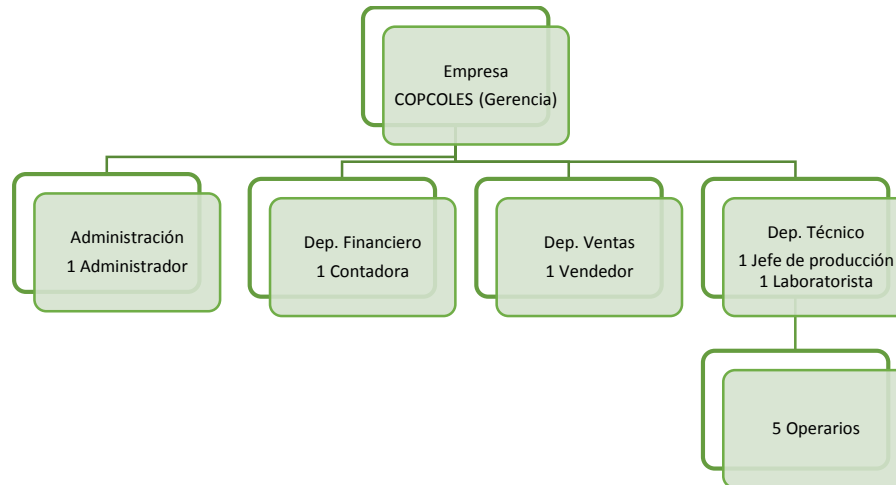 Empresa
COPCOLES (Gerencia)
Administración
1 Administrador
Dep. Financiero
1 Contadora
Dep. Ventas
1 Vendedor
Dep. Técnico
1 Jefe de producción
1 Laboratorista
5 Operarios